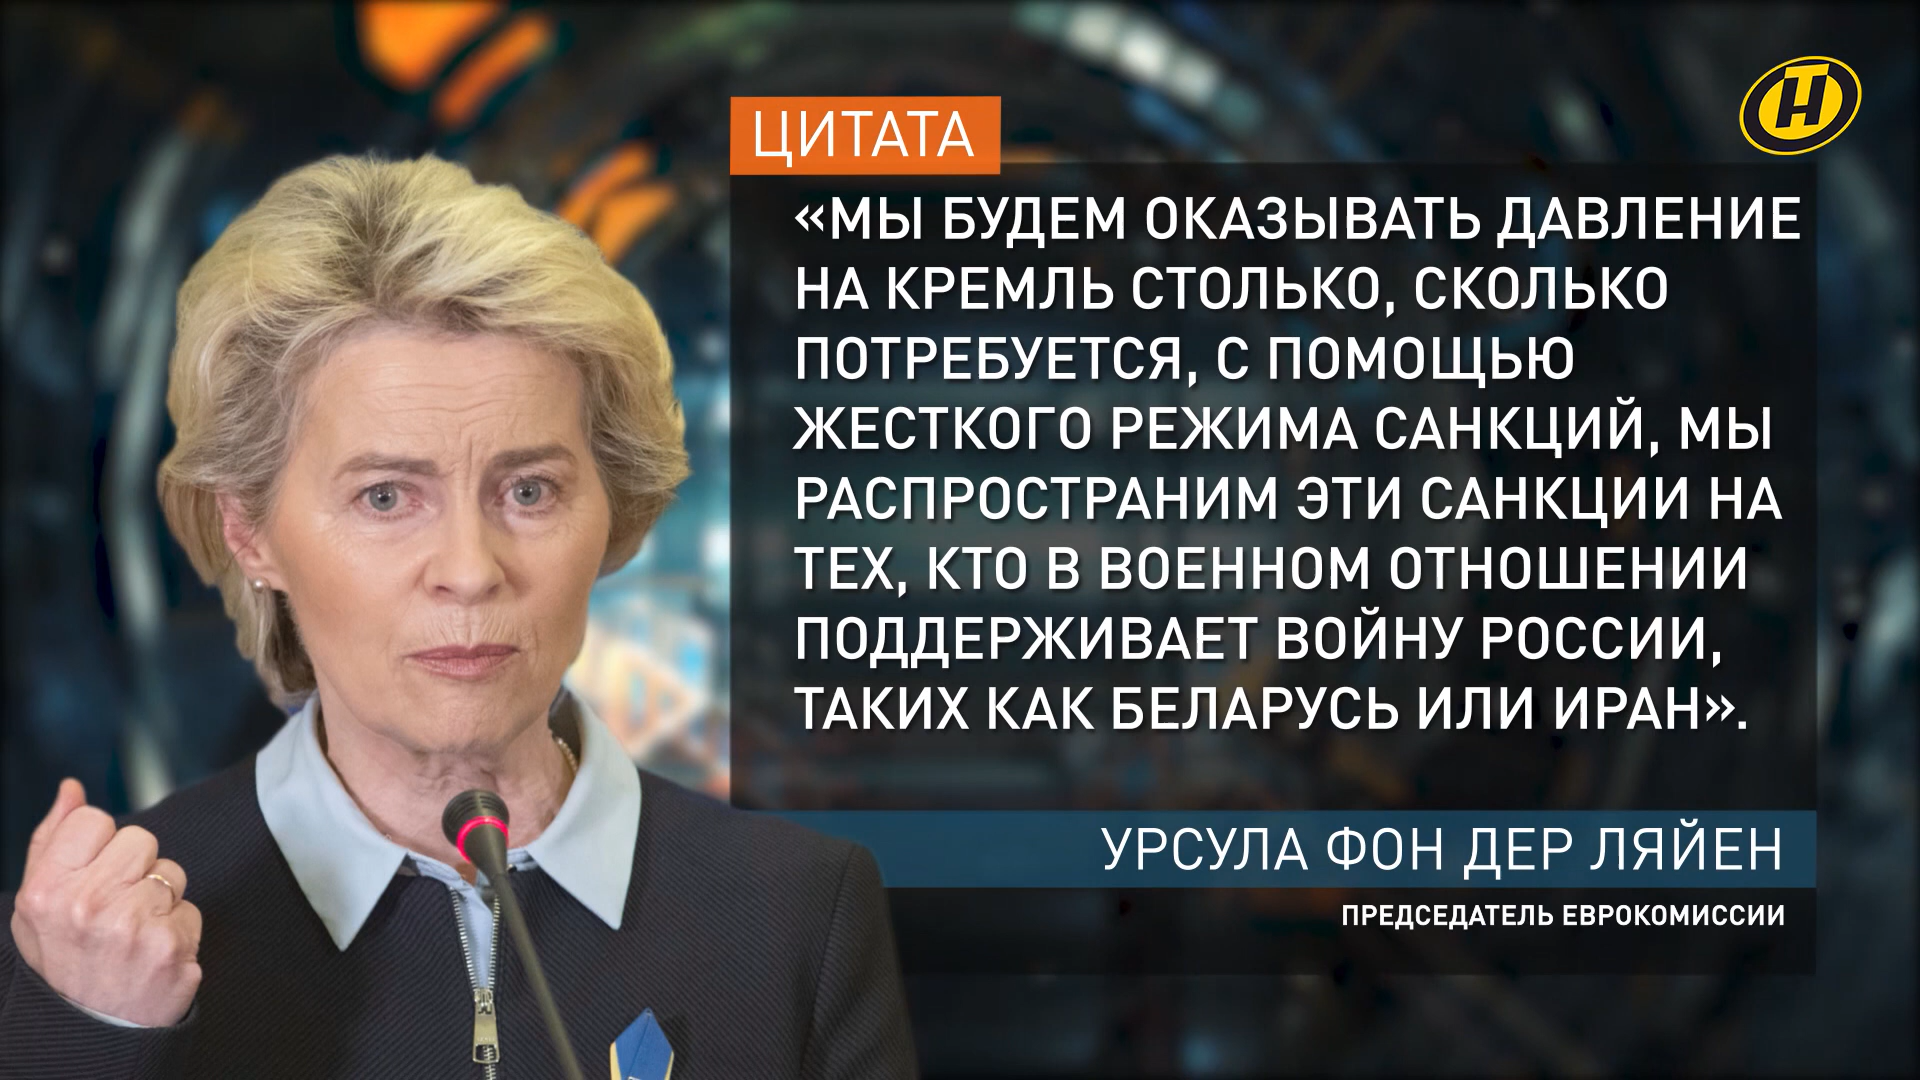 ЦИТАТА
«МЫ БУДЕМ ОКАЗЫВАТЬ ДАВЛЕНИЕ
НА КРЕМЛЬ СТОЛЬКО, СКОЛЬКО
ПОТРЕБУЕТСЯ, С ПОМОЩЬЮ
ЖЕСТКОГО РЕЖИМА САНКЦИЙ, МЫ
РАСПРОСТРАНИМ ЭТИ САНКЦИИ НА
ТЕХ, КТО В ВОЕННОМ ОТНОШЕНИИ
ПОДДЕРЖИВАЕТ ВОЙНУ РОССИИ,
ТАКИХ КАК БЕЛАРУСЬ ИЛИ ИРАН».
УРСУЛА ФОН ДЕР ЛЯЙЕН
ПРЕДСЕДАТЕЛЬ ЕВРОКОМИССИИ